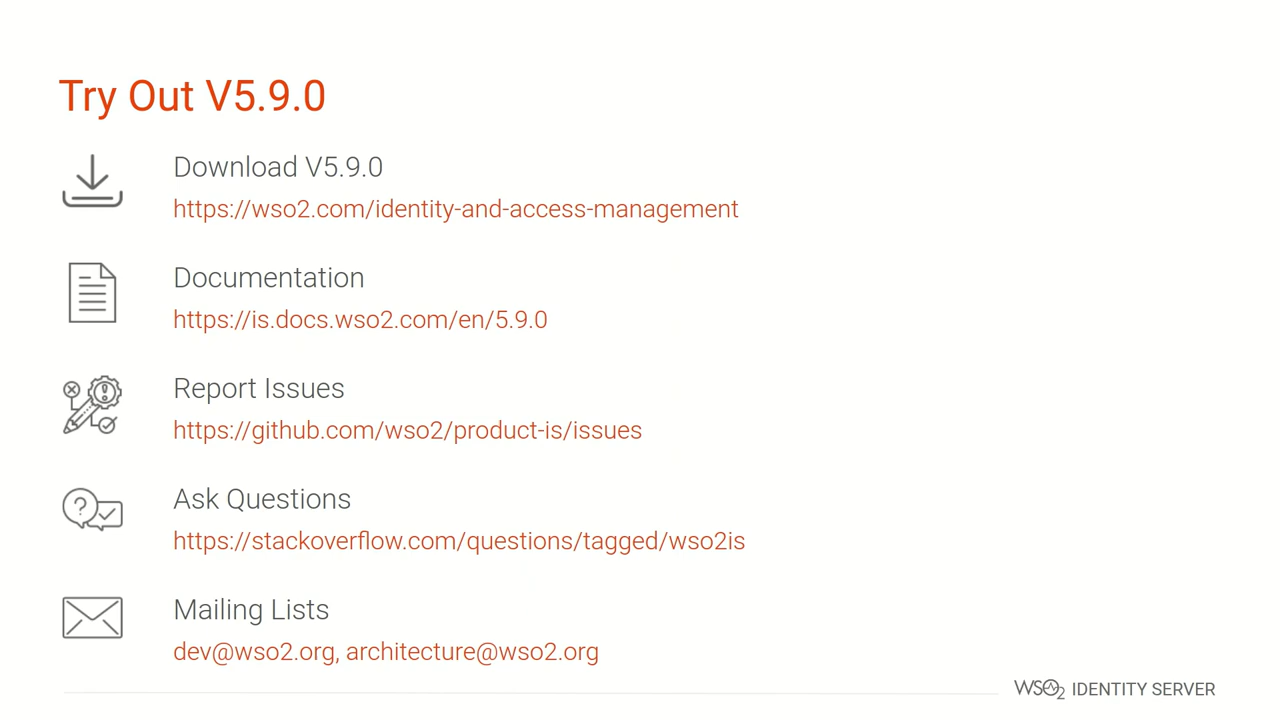 Try Out V5.9.0
Download V5.9.0
https://wso2.com/identity-and-access-management
Documentation
https://is.docs.wso2.com/en/5.9.0
Report Issues
https://github.com/wso2/product-is/issues
Ask Questions
https://stackoverflow.com/questions/tagged/wso2is
Mailing Lists
dev@wso2.org, architecture@wso2.org
WSO2 IDENTITY SERVER